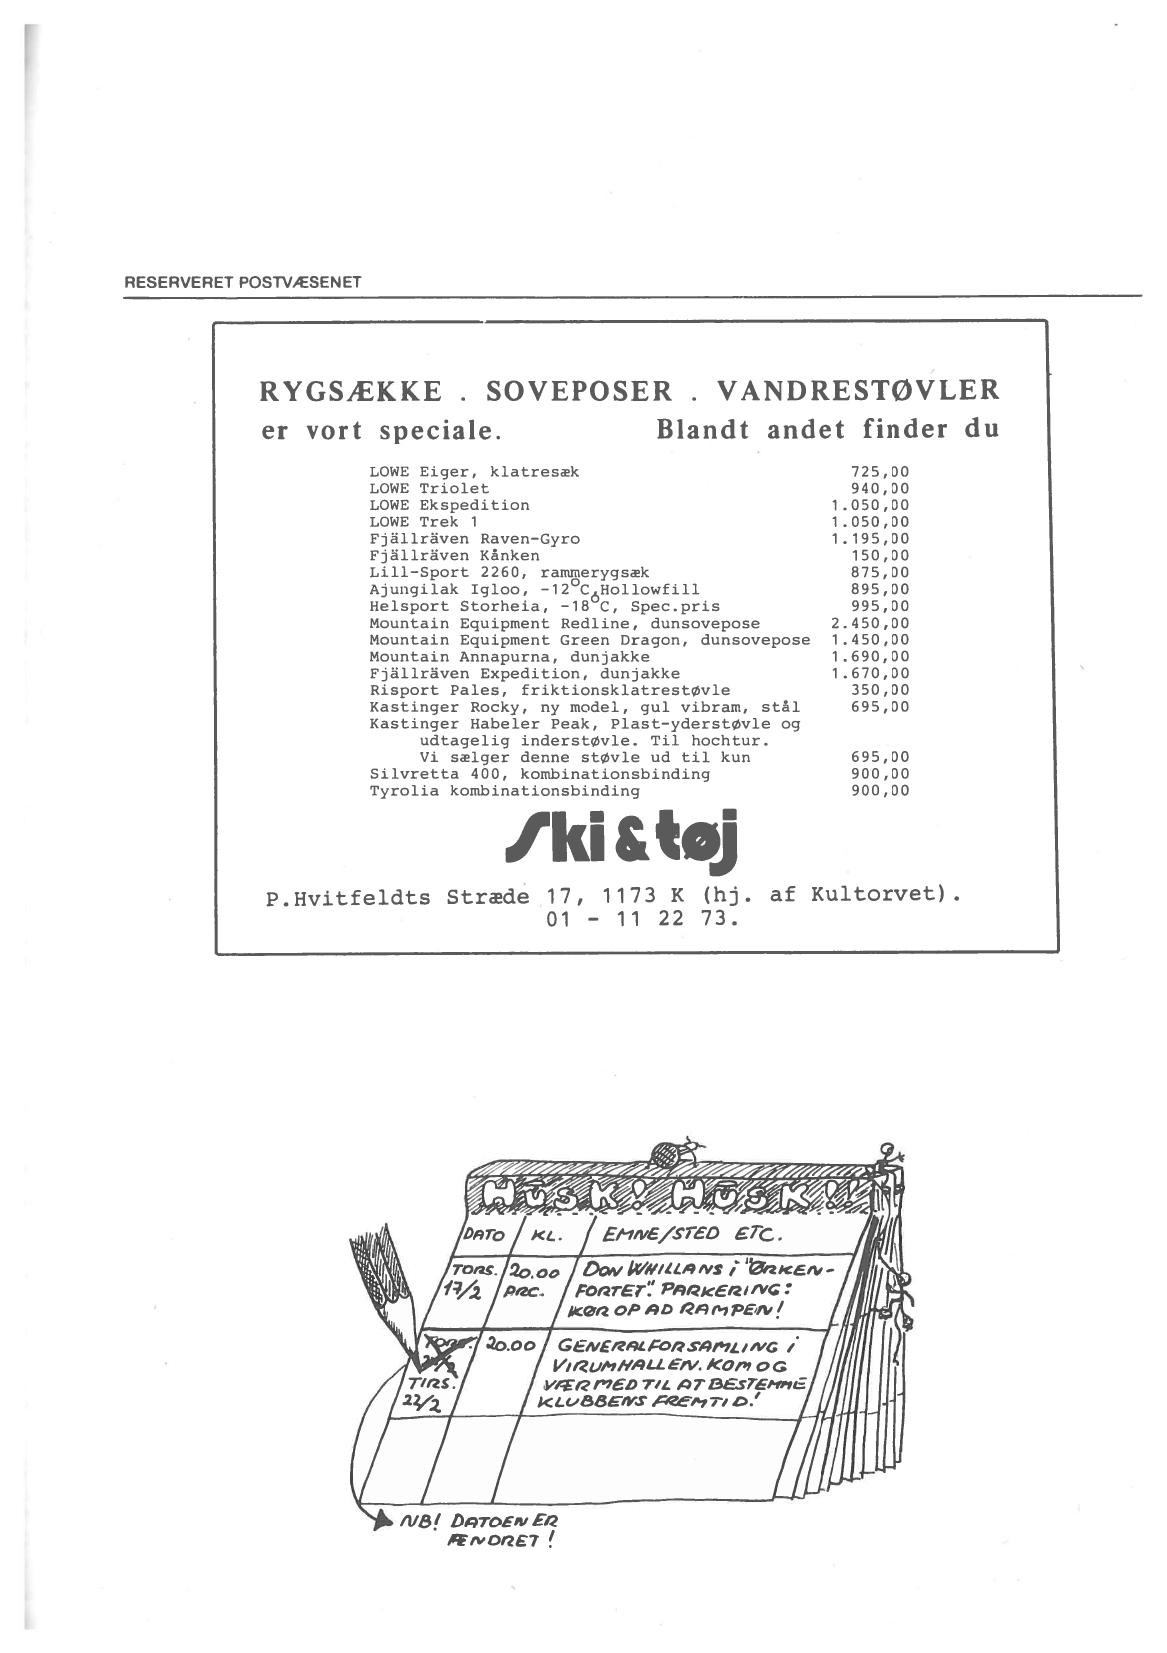 RESERVERET POSTVÆSENET
RYGSÆKKE . SOVEPOSER . VANDRESTØVLER
er vort speciale. Blandt andet finder du
LOWE Eiger, klatresæk 725,00
LOWE Triolet 940,00
LOWE Ekspedition 1.050,00
LOWE Trek 1 1.050,00
Fjällräven Raven-Gyro 1.195,00
Fjällräven Kånken 150,00
Lill-Sport 2260, rammerygsæk 875,00
Ajungilak Igloo, -12°C,Hollowfill 895,00
Helsport Storheia, -18°C, Spec.pris 995,00
Mountain Equipment Redline, dunsovepose 2.450,00
Mountain Equipment Green Dragon, dunsovepose 1.450,00
Mountain Annapurna, dunjakke 1.690,00
Fjällräven Expedition, dunjakke 1.670,00
Risport Pales, friktionsklatrestøvle 350,00
Kastinger Rocky, ny model, gul vibram, stål 695,00
Kastinger Habeler Peak, Plast-yderstøvle og
udtagelig inderstøvle. Til hochtur.
Vi sælger denne støvle ud til kun 695,00
Silvretta 400, kombinationsbinding 900,00
Tyrolia kombinationsbinding 900,00
Ski & tøj
P.Hvitfeldts Stræde 17, 1173 K (hj. af Kultorvet).
01 - 11 22 73.
HUSK! HUSK!!
DATO KL. EMNE/STED ETC.
TORS. 20.00 DON WHILLANS i "ØRKEN-
17/2 PRC. FORTET". PARKERING:
KØR OP AD RAMPEN!
TORS. 20.00 GENERALFORSAMLING i
VIRUMHALLEN. KOM OG
TIRS. VÆR MED TIL AT BESTEMME
22/2 KLUBBENS FREMTID!
NB! DATOEN ER
ÆNDRET!